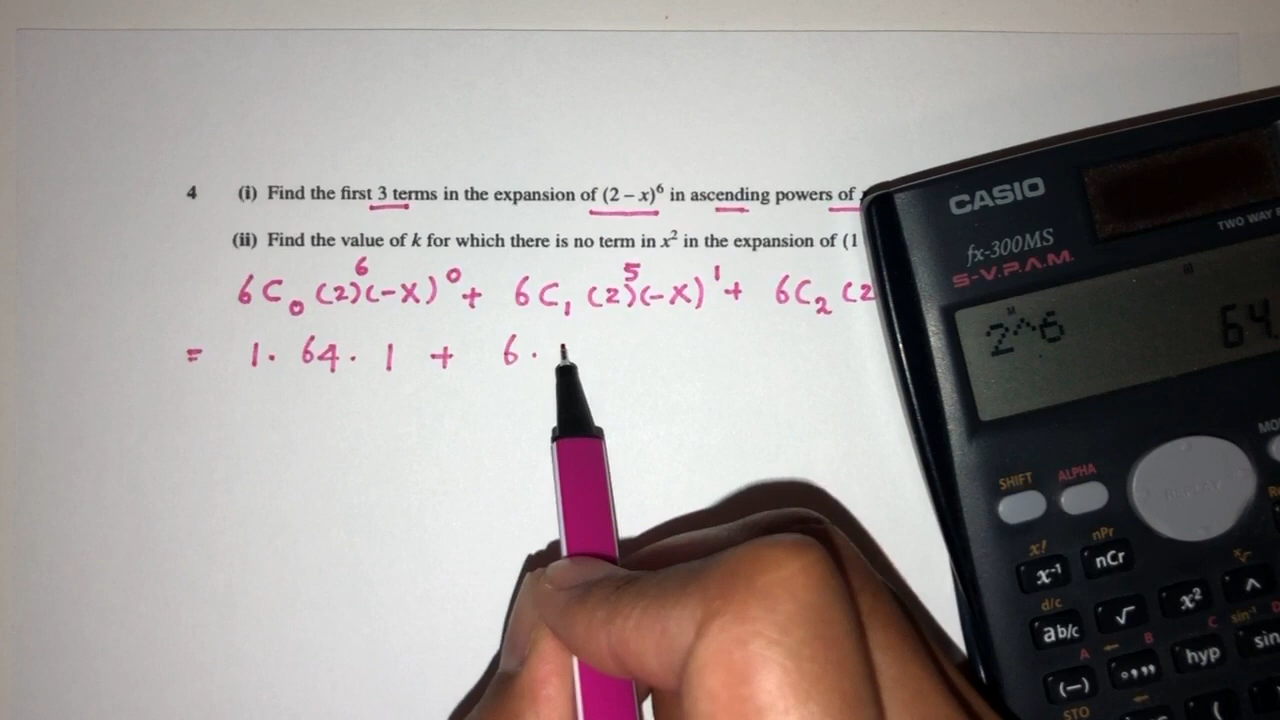 4 (i) Find the first 3 terms in the expansion of (2 – x)⁶ in ascending powers of
(ii) Find the value of k for which there is no term in x² in the expansion of (1
6C₀ (2)⁶(-x)⁰ + 6C₁ (2)⁵(-x)¹ + 6C₂ (2
= 1 . 64 . 1 + 6 .
CASIO
TWO WAY
fx-300MS
S-V.P.A.M.
2^6
64
SHIFT ALPHA
REPLAY
x! nPr
x⁻¹ nCr
d/c
ab/c √ x² ^
A B C sin⁻¹ D
(–) °,,, hyp sin
STO
(